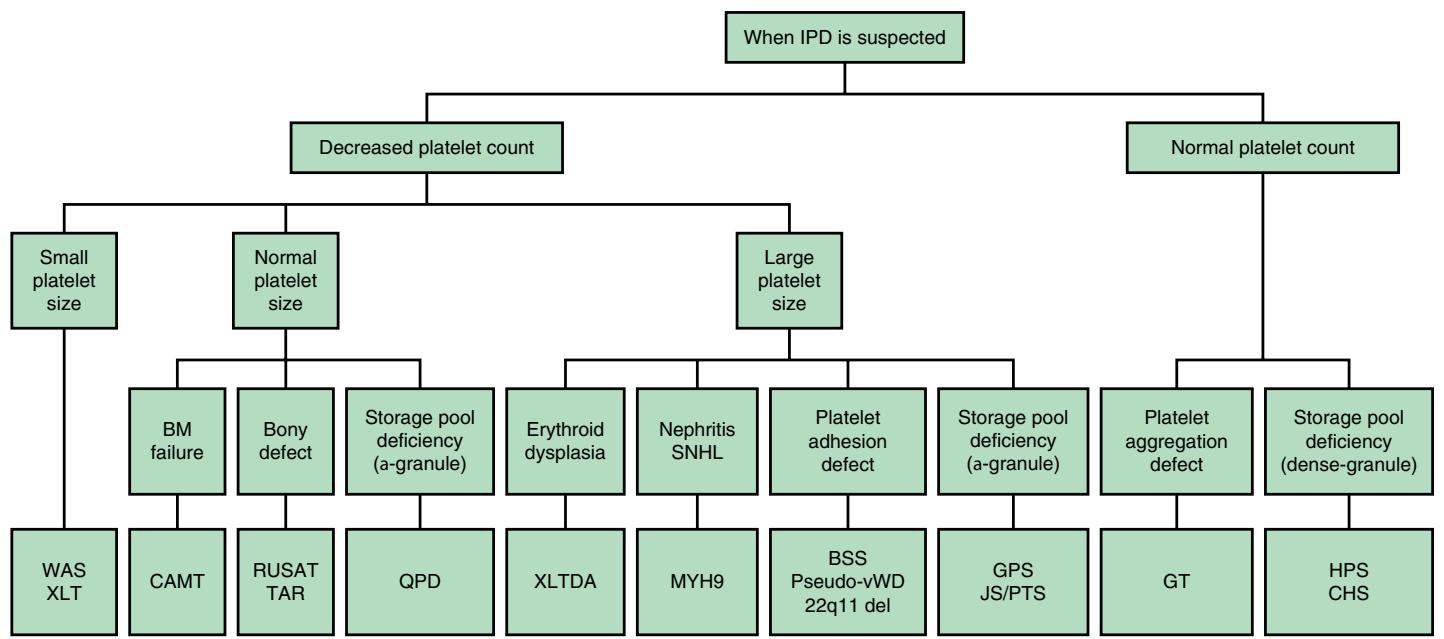 When IPD is suspected
Decreased platelet count
Normal platelet count
Small
platelet
size
Normal
platelet
size
Large
platelet
size
BM
failure
Bony
defect
Storage pool
deficiency
(a-granule)
Erythroid
dysplasia
Nephritis
SNHL
Platelet
adhesion
defect
Storage pool
deficiency
(a-granule)
Platelet
aggregation
defect
Storage pool
deficiency
(dense-granule)
WAS
XLT
CAMT
RUSAT
TAR
QPD
XLTDA
MYH9
BSS
Pseudo-vWD
22q11 del
GPS
JS/PTS
GT
HPS
CHS